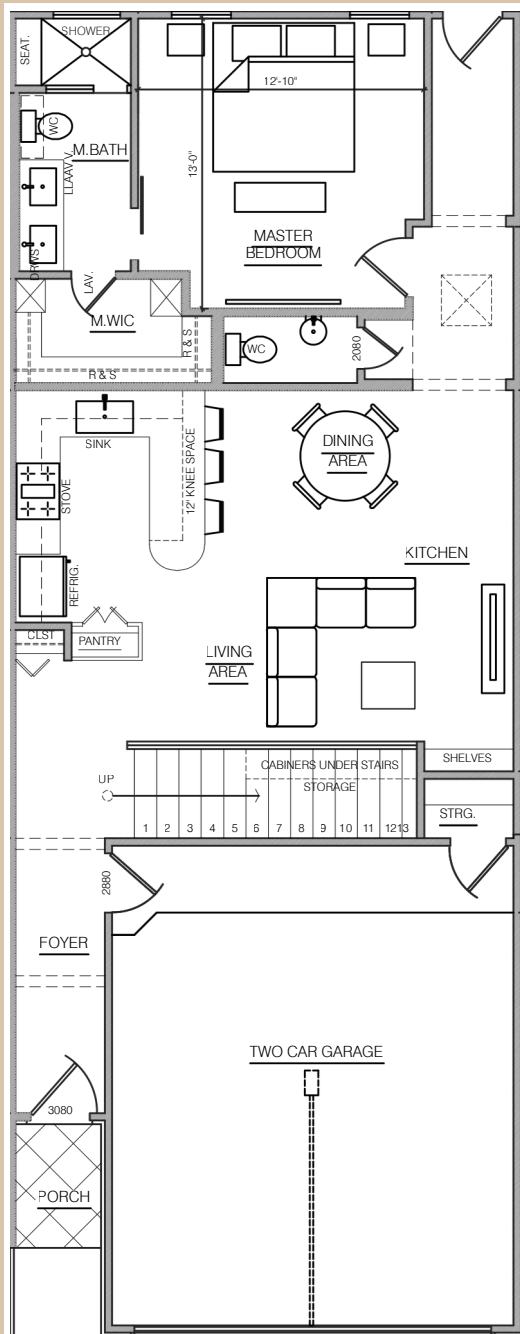 SHOWER
SEAT.
12'-10"
WC
M.BATH
13'-0"
LLAAV.V.
MASTER
BEDROOM
DRWS
LAV.
M.WIC
R & S
R & S
WC
2080
SINK
12' KNEE SPACE
DINING
AREA
STOVE
KITCHEN
REFRIG.
CLST
PANTRY
LIVING
AREA
CABINERS UNDER STAIRS
STORAGE
SHELVES
UP
STRG.
1 2 3 4 5 6 7 8 9 10 11 12 13
2880
FOYER
TWO CAR GARAGE
3080
PORCH